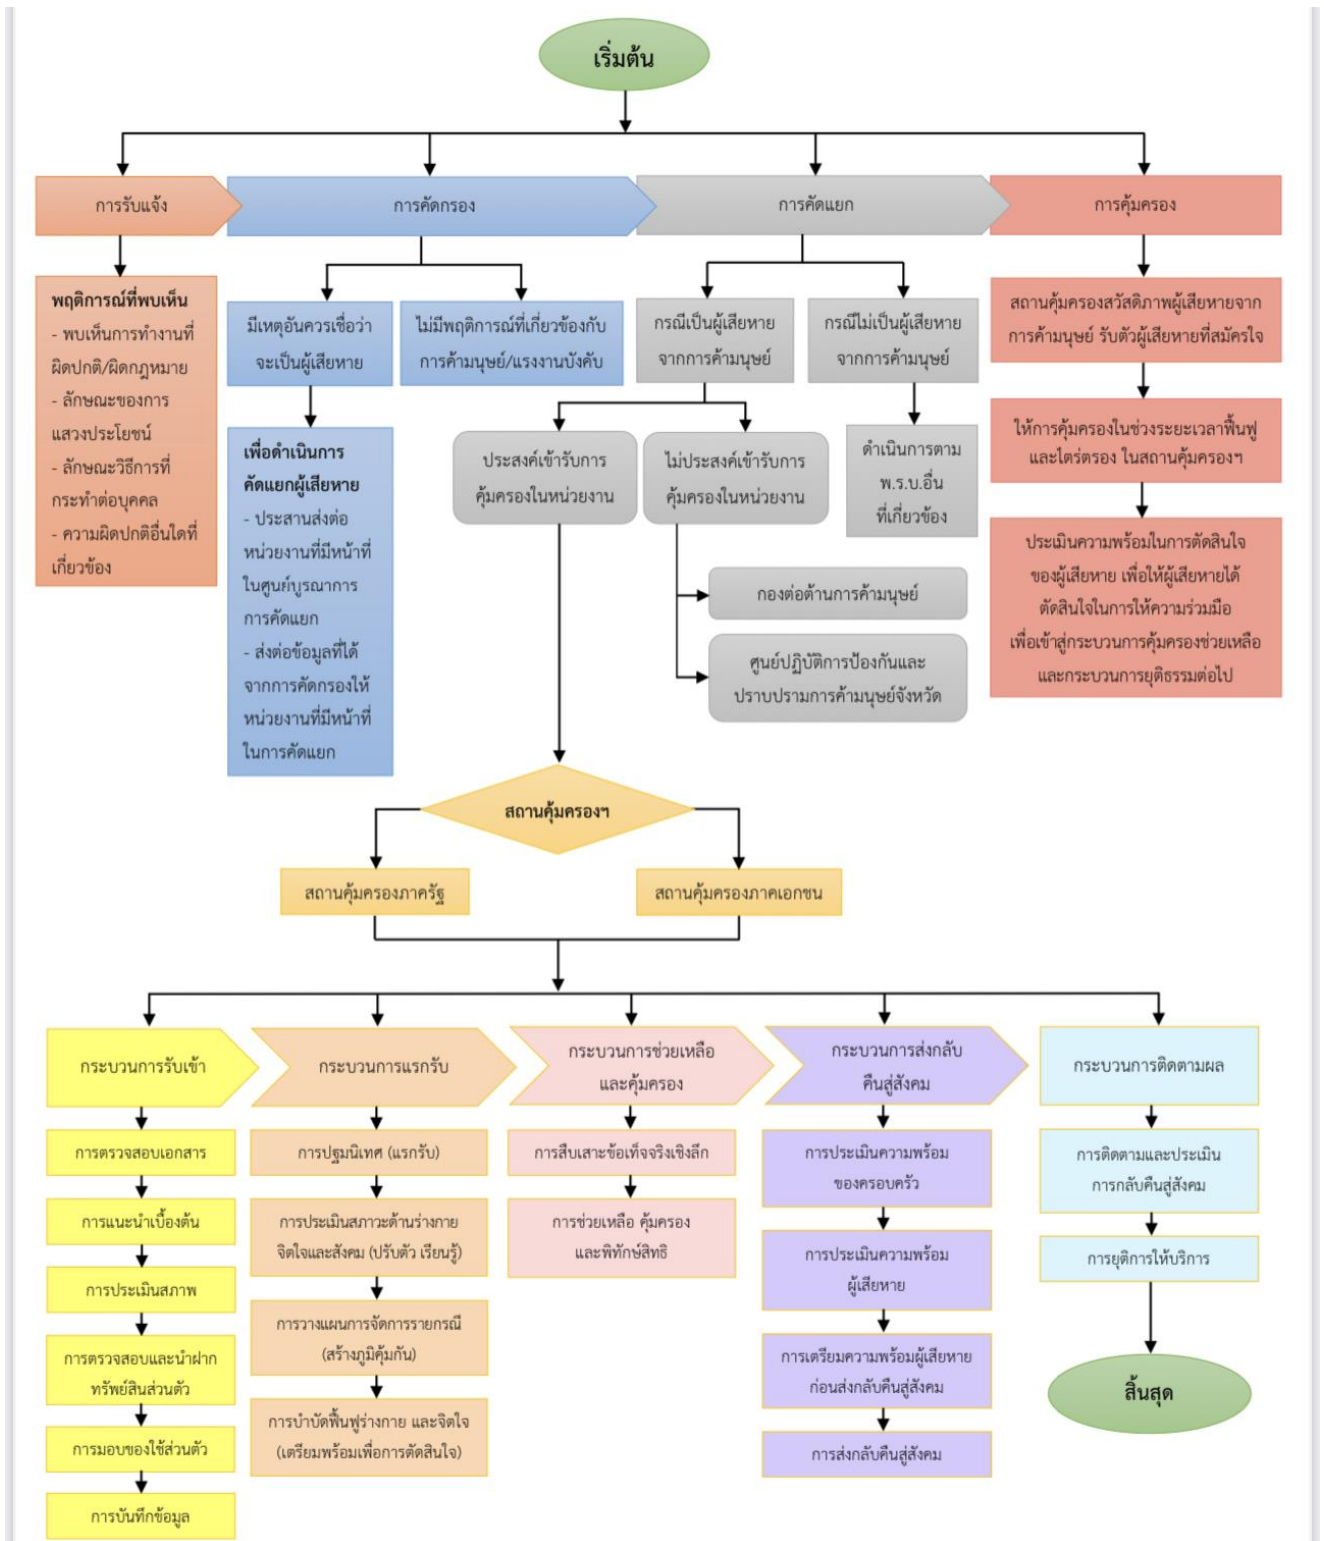 เริ่มต้น
การรับแจ้ง
การคัดกรอง
การคัดแยก
การคุ้มครอง
พฤติการณ์ที่พบเห็น
- พบเห็นการทำงานที่
ผิดปกติ/ผิดกฎหมาย
- ลักษณะของการ
แสวงประโยชน์
- ลักษณะวิธีการที่
กระทำต่อบุคคล
- ความผิดปกติอื่นใดที่
เกี่ยวข้อง
มีเหตุอันควรเชื่อว่า
จะเป็นผู้เสียหาย
ไม่มีพฤติการณ์ที่เกี่ยวข้องกับ
การค้ามนุษย์/แรงงานบังคับ
เพื่อดำเนินการ
คัดแยกผู้เสียหาย
- ประสานส่งต่อ
หน่วยงานที่มีหน้าที่
ในศูนย์บูรณาการ
การคัดแยก
- ส่งต่อข้อมูลที่ได้
จากการคัดกรองให้
หน่วยงานที่มีหน้าที่
ในการคัดแยก
กรณีเป็นผู้เสียหาย
จากการค้ามนุษย์
กรณีไม่เป็นผู้เสียหาย
จากการค้ามนุษย์
ประสงค์เข้ารับการ
คุ้มครองในหน่วยงาน
ไม่ประสงค์เข้ารับการ
คุ้มครองในหน่วยงาน
ดำเนินการตาม
พ.ร.บ.อื่น
ที่เกี่ยวข้อง
กองต่อต้านการค้ามนุษย์
ศูนย์ปฏิบัติการป้องกันและ
ปราบปรามการค้ามนุษย์จังหวัด
สถานคุ้มครองสวัสดิภาพผู้เสียหายจาก
การค้ามนุษย์ รับตัวผู้เสียหายที่สมัครใจ
ให้การคุ้มครองในช่วงระยะเวลาฟื้นฟู
และไตร่ตรอง ในสถานคุ้มครองฯ
ประเมินความพร้อมในการตัดสินใจ
ของผู้เสียหาย เพื่อให้ผู้เสียหายได้
ตัดสินใจในการให้ความร่วมมือ
เพื่อเข้าสู่กระบวนการคุ้มครองช่วยเหลือ
และกระบวนการยุติธรรมต่อไป
สถานคุ้มครองฯ
สถานคุ้มครองภาครัฐ
สถานคุ้มครองภาคเอกชน
กระบวนการรับเข้า
การตรวจสอบเอกสาร
การแนะนำเบื้องต้น
การประเมินสภาพ
การตรวจสอบและนำฝาก
ทรัพย์สินส่วนตัว
การมอบของใช้ส่วนตัว
การบันทึกข้อมูล
กระบวนการแรกรับ
การปฐมนิเทศ (แรกรับ)
การประเมินสภาวะด้านร่างกาย
จิตใจและสังคม (ปรับตัว เรียนรู้)
การวางแผนการจัดการรายกรณี
(สร้างภูมิคุ้มกัน)
การบำบัดฟื้นฟูร่างกาย และจิตใจ
(เตรียมพร้อมเพื่อการตัดสินใจ)
กระบวนการช่วยเหลือ
และคุ้มครอง
การสืบเสาะข้อเท็จจริงเชิงลึก
การช่วยเหลือ คุ้มครอง
และพิทักษ์สิทธิ
กระบวนการส่งกลับ
คืนสู่สังคม
การประเมินความพร้อม
ของครอบครัว
การประเมินความพร้อม
ผู้เสียหาย
การเตรียมความพร้อมผู้เสียหาย
ก่อนส่งกลับคืนสู่สังคม
การส่งกลับคืนสู่สังคม
กระบวนการติดตามผล
การติดตามและประเมิน
การกลับคืนสู่สังคม
การยุติการให้บริการ
สิ้นสุด